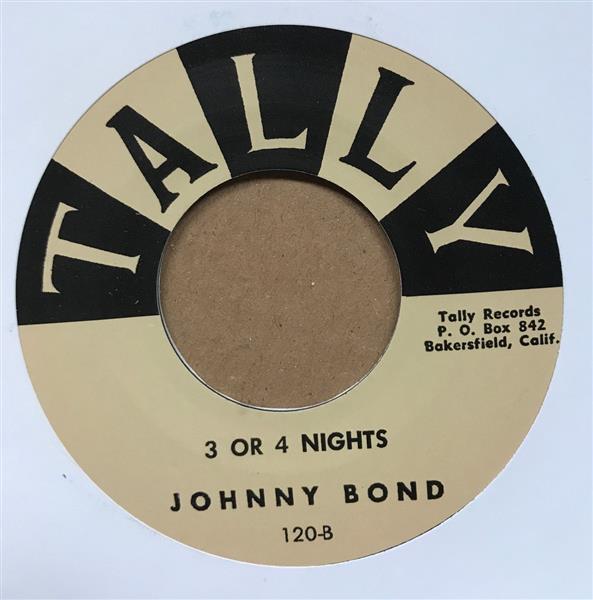 TALLY
Tally Records
P. O. Box 842
Bakersfield, Calif.
3 OR 4 NIGHTS
JOHNNY BOND
120-B